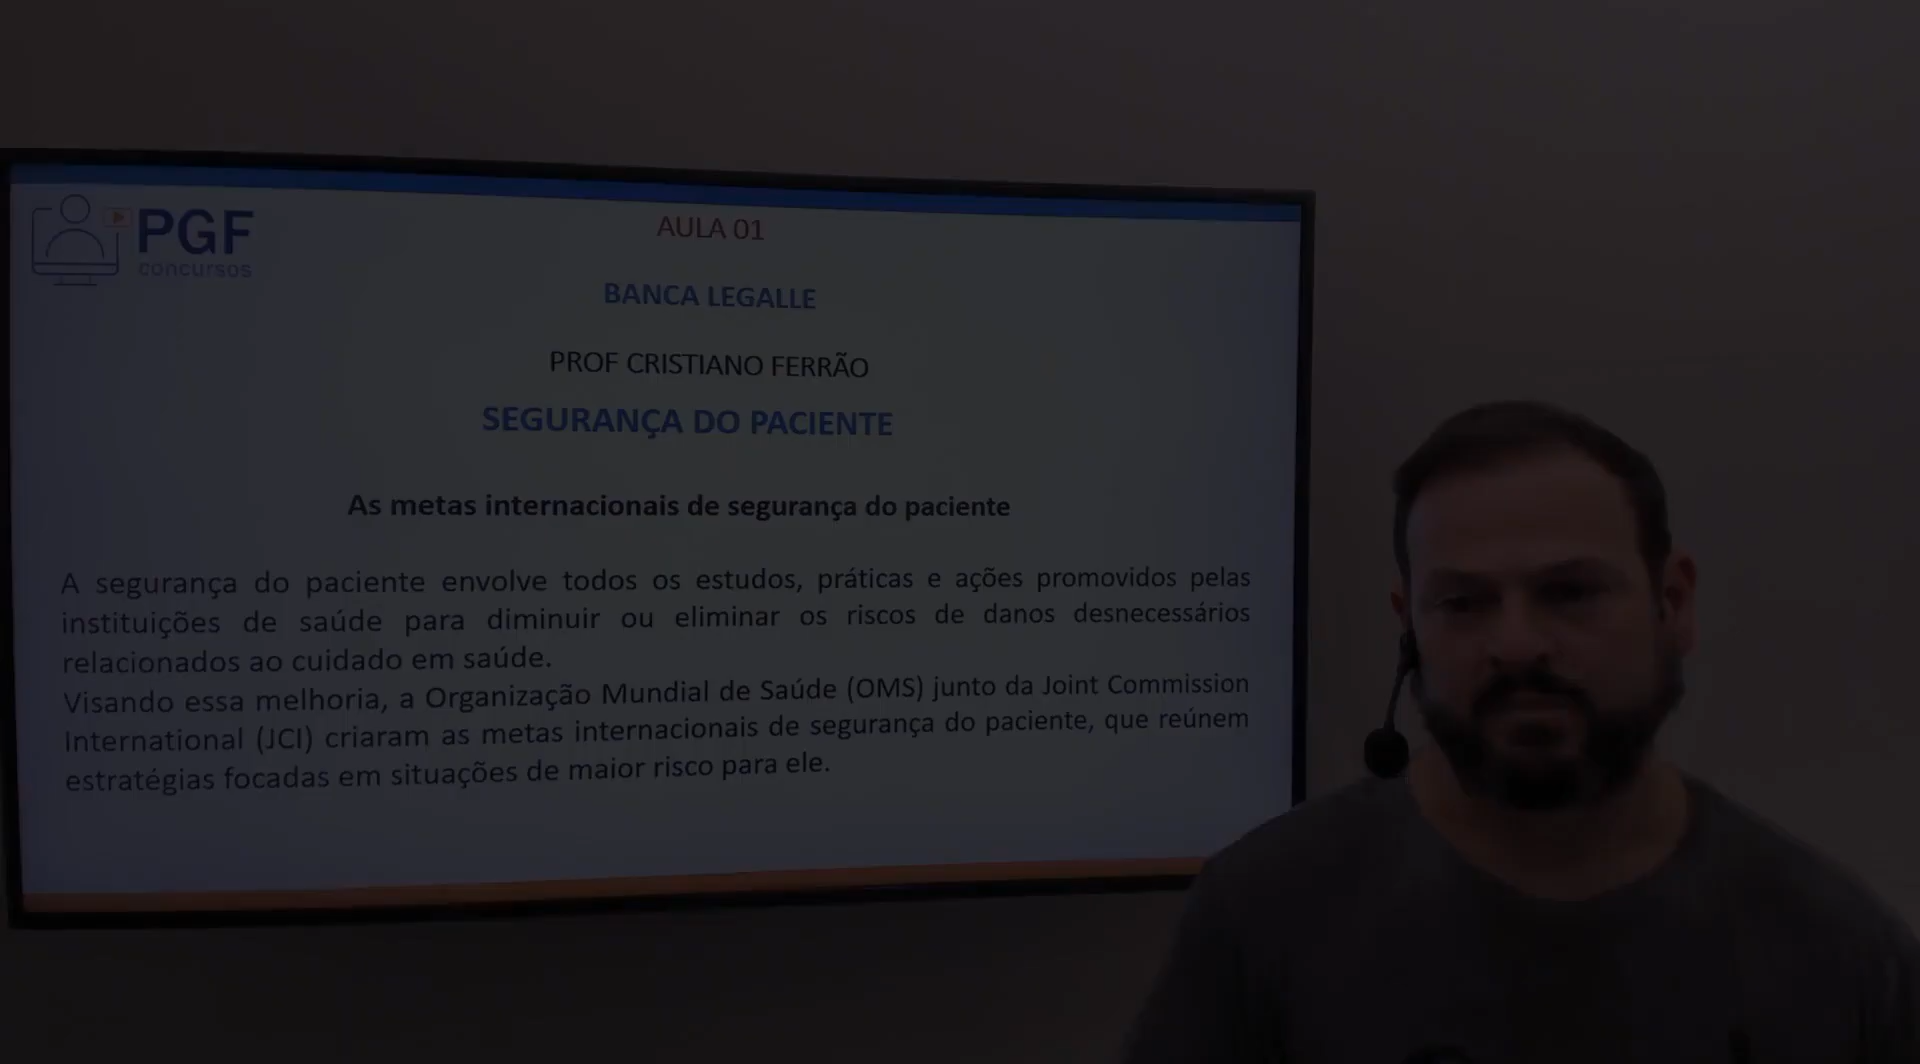 PGF
concursos
AULA 01
BANCA LEGALLE
PROF CRISTIANO FERRÃO
SEGURANÇA DO PACIENTE
As metas internacionais de segurança do paciente
A segurança do paciente envolve todos os estudos, práticas e ações promovidos pelas
instituições de saúde para diminuir ou eliminar os riscos de danos desnecessários
relacionados ao cuidado em saúde.
Visando essa melhoria, a Organização Mundial de Saúde (OMS) junto da Joint Commission
International (JCI) criaram as metas internacionais de segurança do paciente, que reúnem
estratégias focadas em situações de maior risco para ele.